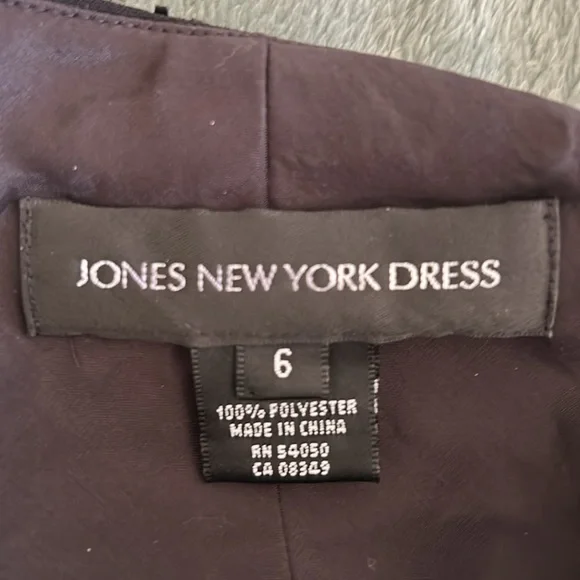 JONES NEW YORK DRESS
6
100% POLYESTER
MADE IN CHINA
RN 54050
CA 08349